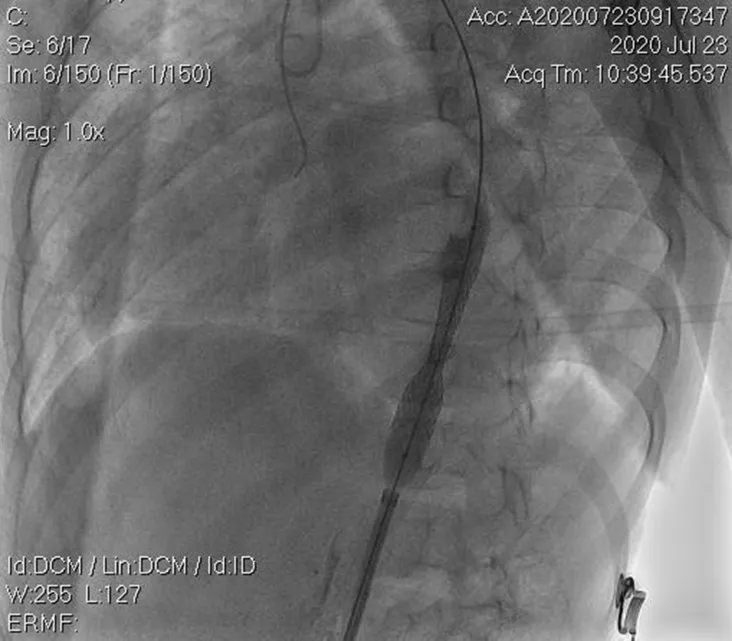 C:
Se: 6/17
Im: 6/150 (Fr: 1/150)
Mag: 1.0x
Acc: A202007230917347
2020 Jul 23
Acq Tm: 10:39:45.537
Id:DCM / Lin:DCM / Id:ID
W:255 L:127
ERMF: